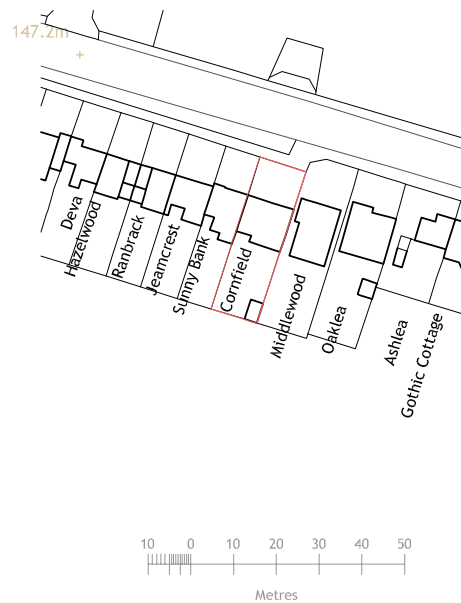 147.2m
Deva
Hazelwood
Ranbrack
Jeamcrest
Sunny Bank
Cornfield
Middlewood
Oaklea
Ashlea
Gothic Cottage
10 0 10 20 30 40 50
Metres